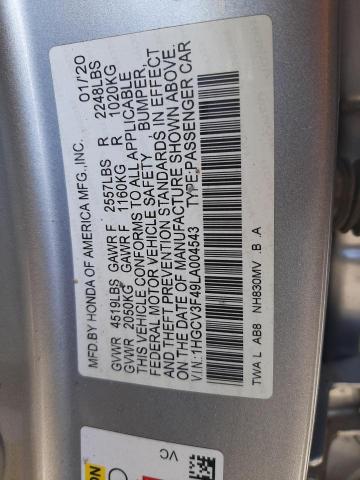 MFD BY HONDA OF AMERICA MFG.,INC. 01/'20
GVWR 4519LBS GAWR F 2557LBS R 2248LBS
GVWR 2050KG GAWR F 1160KG R 1020KG
THIS VEHICLE CONFORMS TO ALL APPLICABLE
FEDERAL MOTOR VEHICLE SAFETY, BUMPER,
AND THEFT PREVENTION STANDARDS IN EFFECT
ON THE DATE OF MANUFACTURE SHOWN ABOVE.
V.I.N:1HGCV3F49LA004543 TYPE:PASSENGER CAR
TWA L AB8 NH830MV .B .A
VC